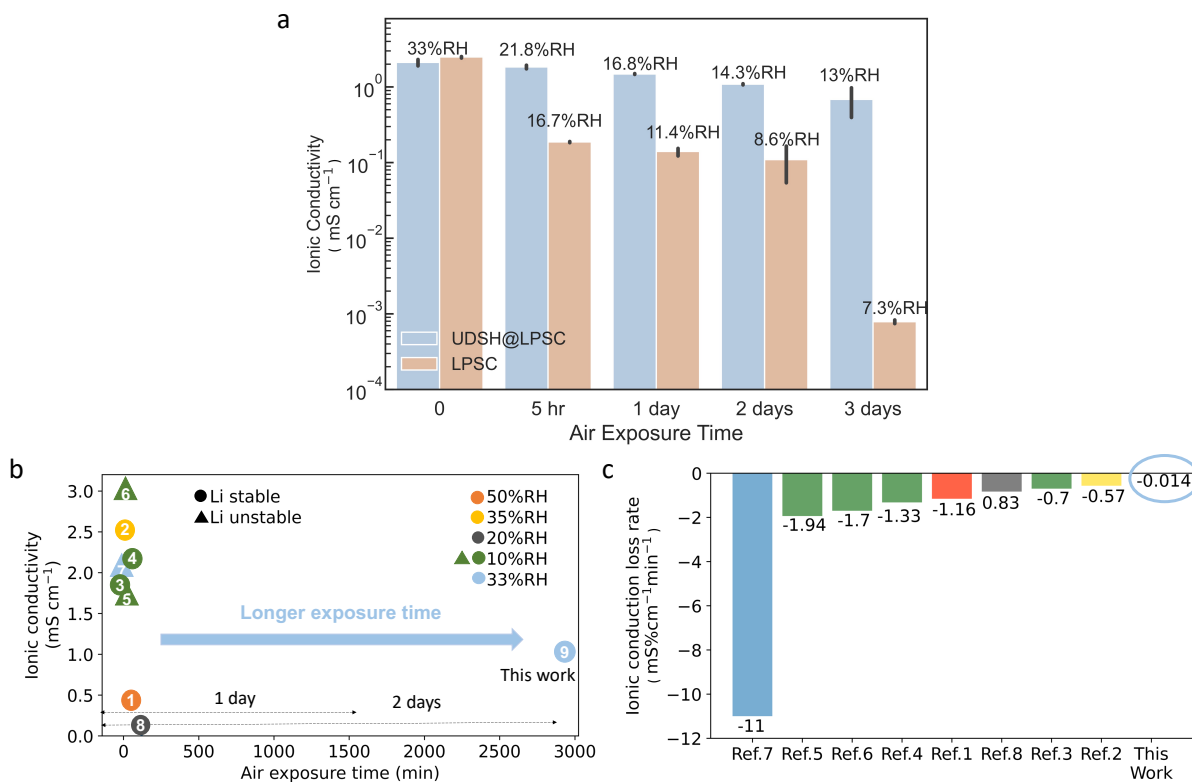 a
Ionic Conductivity
( mS cm⁻¹ )
10⁰
10⁻¹
10⁻²
10⁻³
10⁻⁴
33%RH
21.8%RH
16.8%RH
14.3%RH
13%RH
16.7%RH
11.4%RH
8.6%RH
7.3%RH
UDSH@LPSC
LPSC
0 5 hr 1 day 2 days 3 days
Air Exposure Time
b
Ionic conductivity
(mS cm⁻¹)
3.0
2.5
2.0
1.5
1.0
0.5
0.0
Li stable
Li unstable
50%RH
35%RH
20%RH
10%RH
33%RH
6
2
4
7
3
5
1
8
9
Longer exposure time
This work
1 day
2 days
0 500 1000 1500 2000 2500 3000
Air exposure time (min)
c
Ionic conduction loss rate
( mS%cm⁻¹min⁻¹ )
0
−2
−4
−6
−8
−10
−12
-11
-1.94
-1.7
-1.33
-1.16
0.83
-0.7
-0.57
-0.014
Ref.7 Ref.5 Ref.6 Ref.4 Ref.1 Ref.8 Ref.3 Ref.2 This
Work